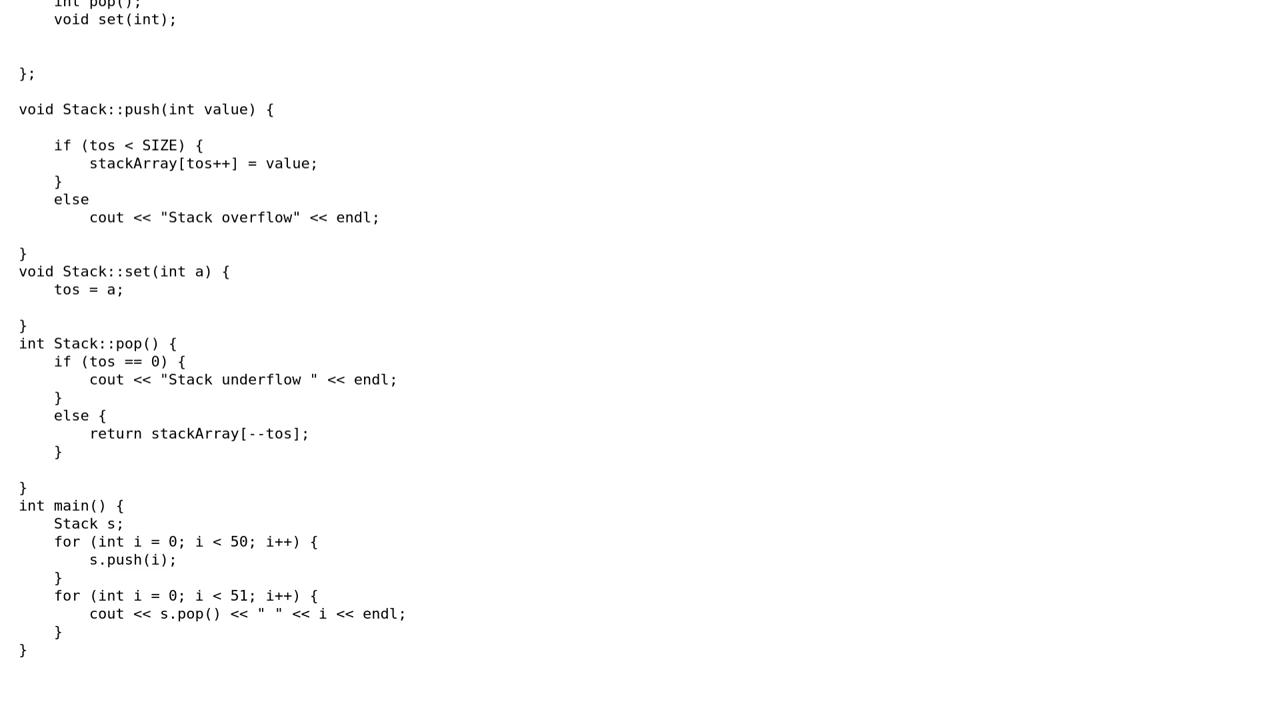 int pop();
    void set(int);
};
void Stack::push(int value) {
    if (tos < SIZE) {
        stackArray[tos++] = value;
    }
    else
        cout << "Stack overflow" << endl;
}
void Stack::set(int a) {
    tos = a;
}
int Stack::pop() {
    if (tos == 0) {
        cout << "Stack underflow " << endl;
    }
    else {
        return stackArray[--tos];
    }
}
int main() {
    Stack s;
    for (int i = 0; i < 50; i++) {
        s.push(i);
    }
    for (int i = 0; i < 51; i++) {
        cout << s.pop() << " " << i << endl;
    }
}